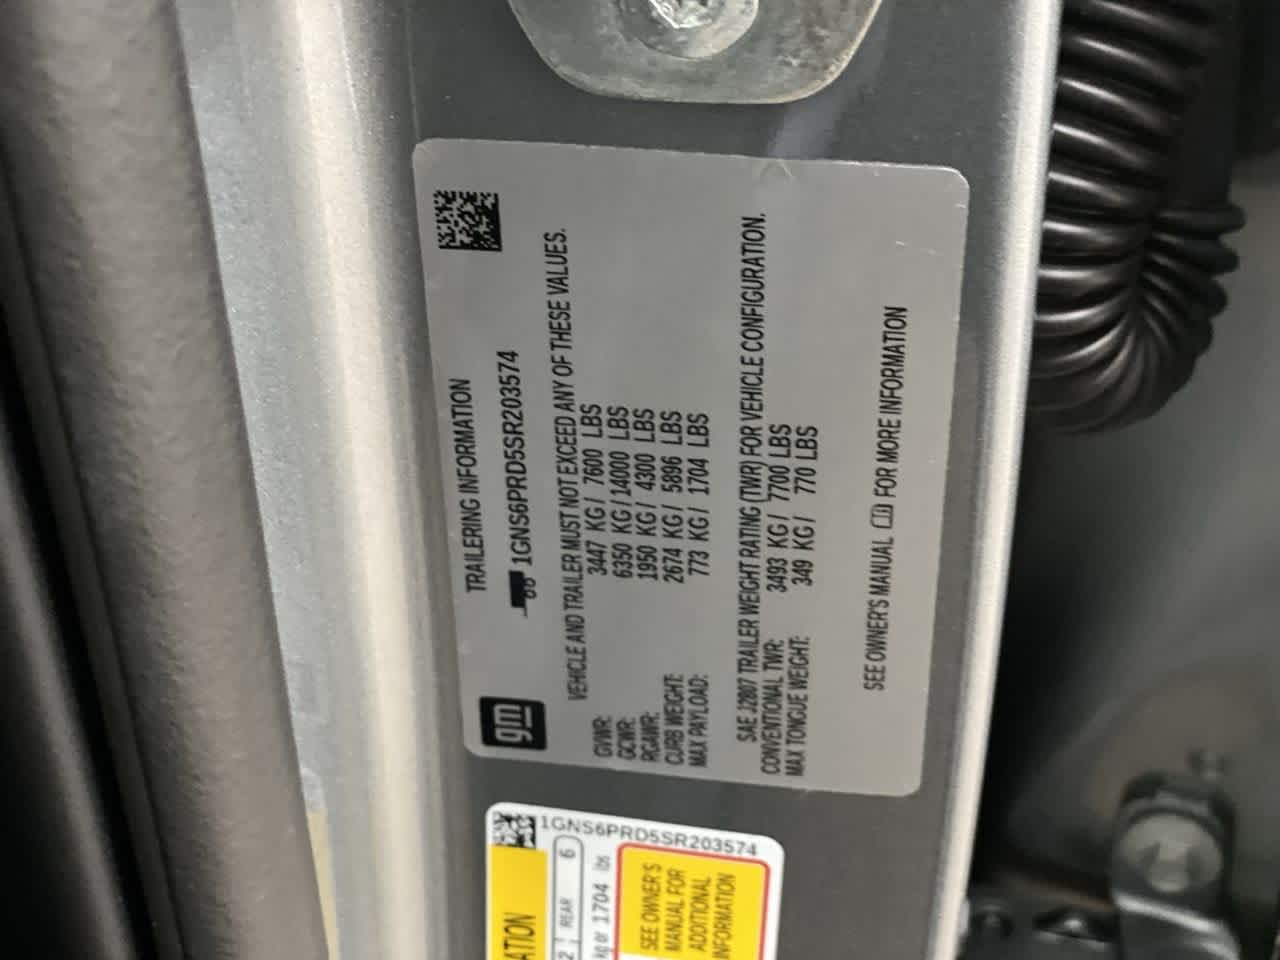 TRAILERING INFORMATION
1GNS6PRD5SR203574
gm
VEHICLE AND TRAILER MUST NOT EXCEED ANY OF THESE VALUES.
GVWR: 3447 KG / 7600 LBS
GCWR: 6350 KG / 14000 LBS
RGAWR: 1950 KG / 4300 LBS
CURB WEIGHT: 2674 KG / 5896 LBS
MAX PAYLOAD: 773 KG / 1704 LBS
SAE J2807 TRAILER WEIGHT RATING (TWR) FOR VEHICLE CONFIGURATION.
CONVENTIONAL TWR: 3493 KG / 7700 LBS
MAX TONGUE WEIGHT: 349 KG / 770 LBS
SEE OWNER'S MANUAL FOR MORE INFORMATION
1GNS6PRD5SR203574
ATION
2 REAR 6
kg or 1704 lbs
SEE OWNER'S
MANUAL FOR
ADDITIONAL
INFORMATION